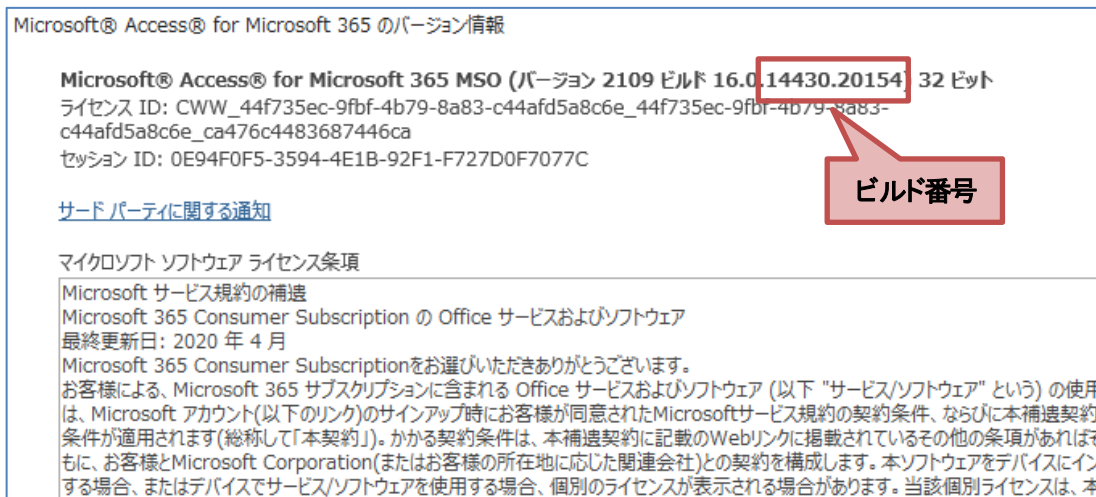 Microsoft® Access® for Microsoft 365 のバージョン情報
Microsoft® Access® for Microsoft 365 MSO (バージョン 2109 ビルド 16.0.14430.20154) 32 ビット
ライセンス ID: CWW_44f735ec-9fbf-4b79-8a83-c44afd5a8c6e_44f735ec-9fbf-4b79-8a83-
c44afd5a8c6e_ca476c4483687446ca
セッション ID: 0E94F0F5-3594-4E1B-92F1-F727D0F7077C
ビルド番号
サード パーティに関する通知
マイクロソフト ソフトウェア ライセンス条項
Microsoft サービス規約の補遺
Microsoft 365 Consumer Subscription の Office サービスおよびソフトウェア
最終更新日: 2020 年 4 月
Microsoft 365 Consumer Subscriptionをお選びいただきありがとうございます。
お客様による、Microsoft 365 サブスクリプションに含まれる Office サービスおよびソフトウェア (以下 "サービス/ソフトウェア" という) の使用
は、Microsoft アカウント(以下のリンク)のサインアップ時にお客様が同意されたMicrosoftサービス規約の契約条件、ならびに本補遺契約
条件が適用されます(総称して「本契約」)。かかる契約条件は、本補遺契約に記載のWebリンクに掲載されているその他の条項があればそ
もに、お客様とMicrosoft Corporation(またはお客様の所在地に応じた関連会社)との契約を構成します。本ソフトウェアをデバイスにイン
する場合、またはデバイスでサービス/ソフトウェアを使用する場合、個別のライセンスが表示される場合があります。当該個別ライセンスは、本